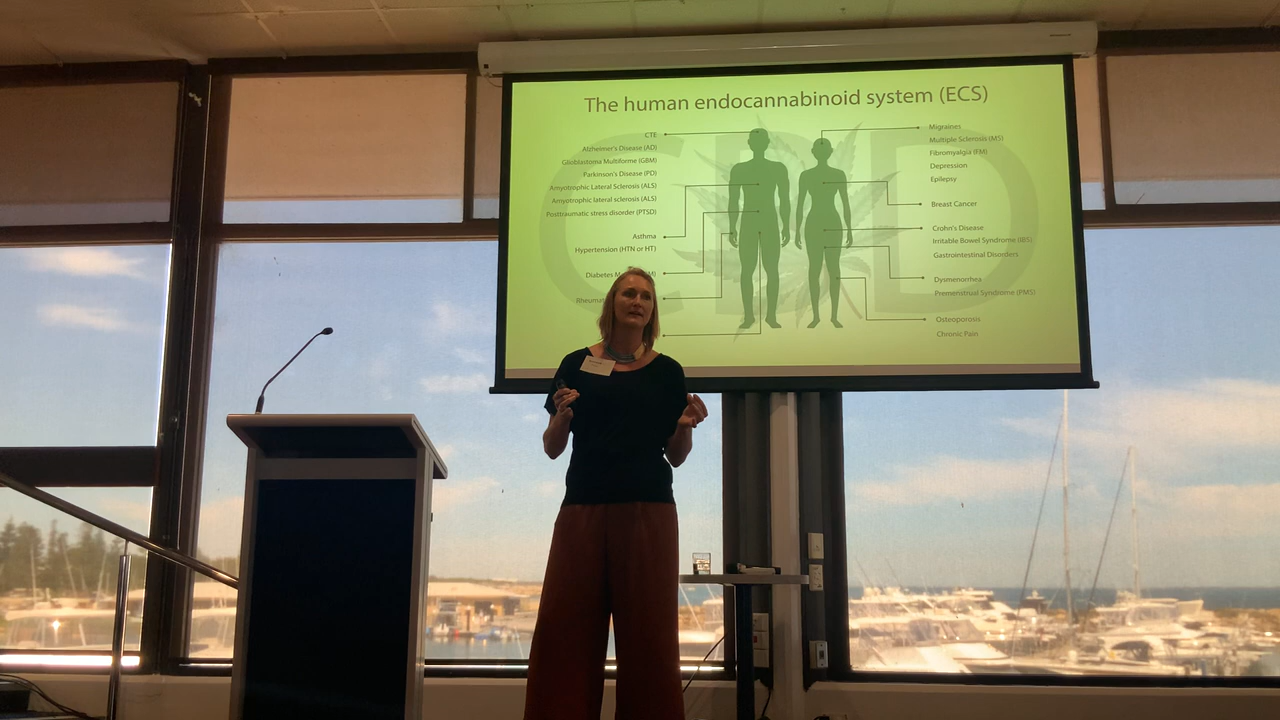 The human endocannabinoid system (ECS)
CBD
CTE
Alzheimer's Disease (AD)
Glioblastoma Multiforme (GBM)
Parkinson's Disease (PD)
Amyotrophic Lateral Sclerosis (ALS)
Amyotrophic lateral sclerosis (ALS)
Posttraumatic stress disorder (PTSD)
Asthma
Hypertension (HTN or HT)
Diabetes
Migraines
Multiple Sclerosis (MS)
Fibromyalgia (FM)
Depression
Epilepsy
Breast Cancer
Crohn's Disease
Irritable Bowel Syndrome (IBS)
Gastrointestinal Disorders
Dysmenorrhea
Premenstrual Syndrome (PMS)
Osteoporosis
Chronic Pain